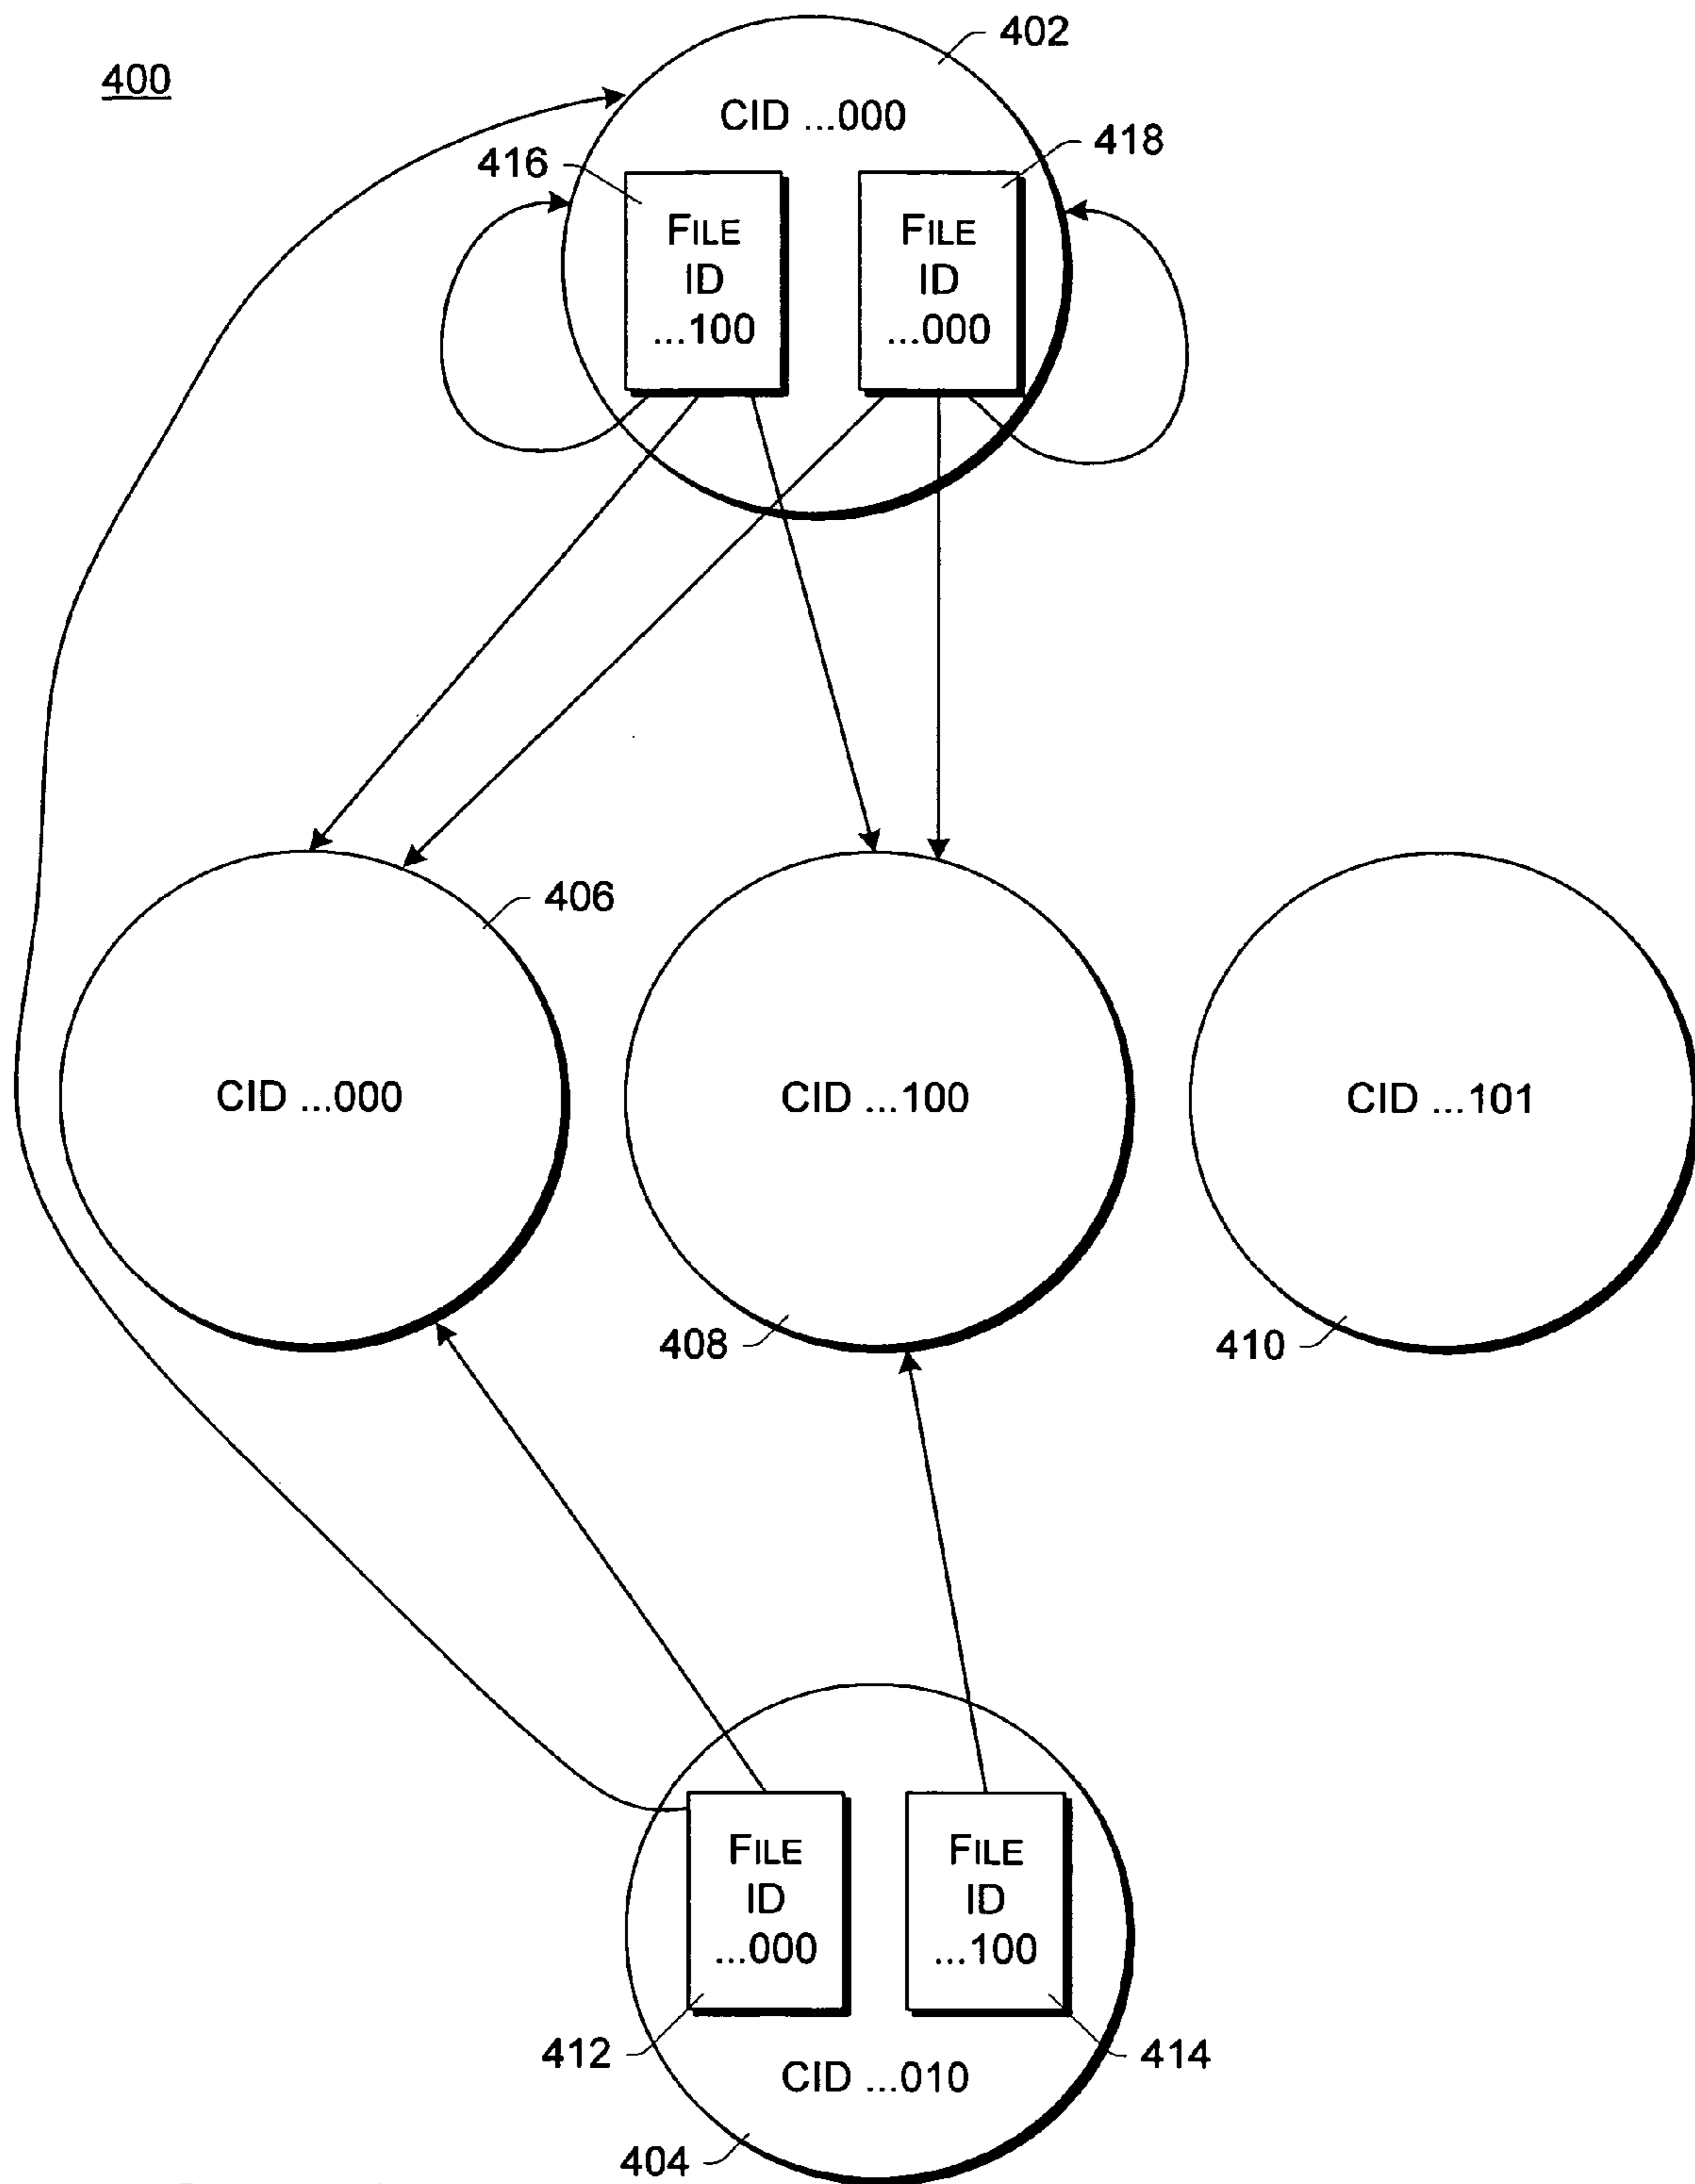 400
402
CID ...000
416
418
FILE
ID
...100
FILE
ID
...000
406
CID ...000
CID ...100
CID ...101
408
410
FILE
ID
...000
FILE
ID
...100
412
414
CID ...010
404